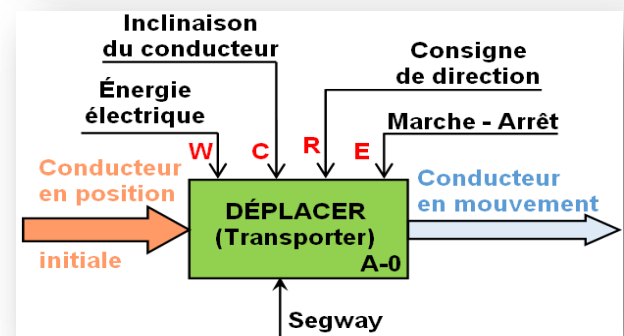 Inclinaison
du conducteur
Consigne
de direction
Énergie
électrique
Marche - Arrêt
W
C
R
E
Conducteur
en position
initiale
DÉPLACER
(Transporter)
A-0
Conducteur
en mouvement
Segway